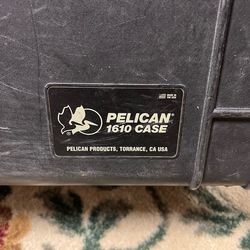 PELICAN
1610 CASE
PELICAN PRODUCTS, TORRANCE, CA USA